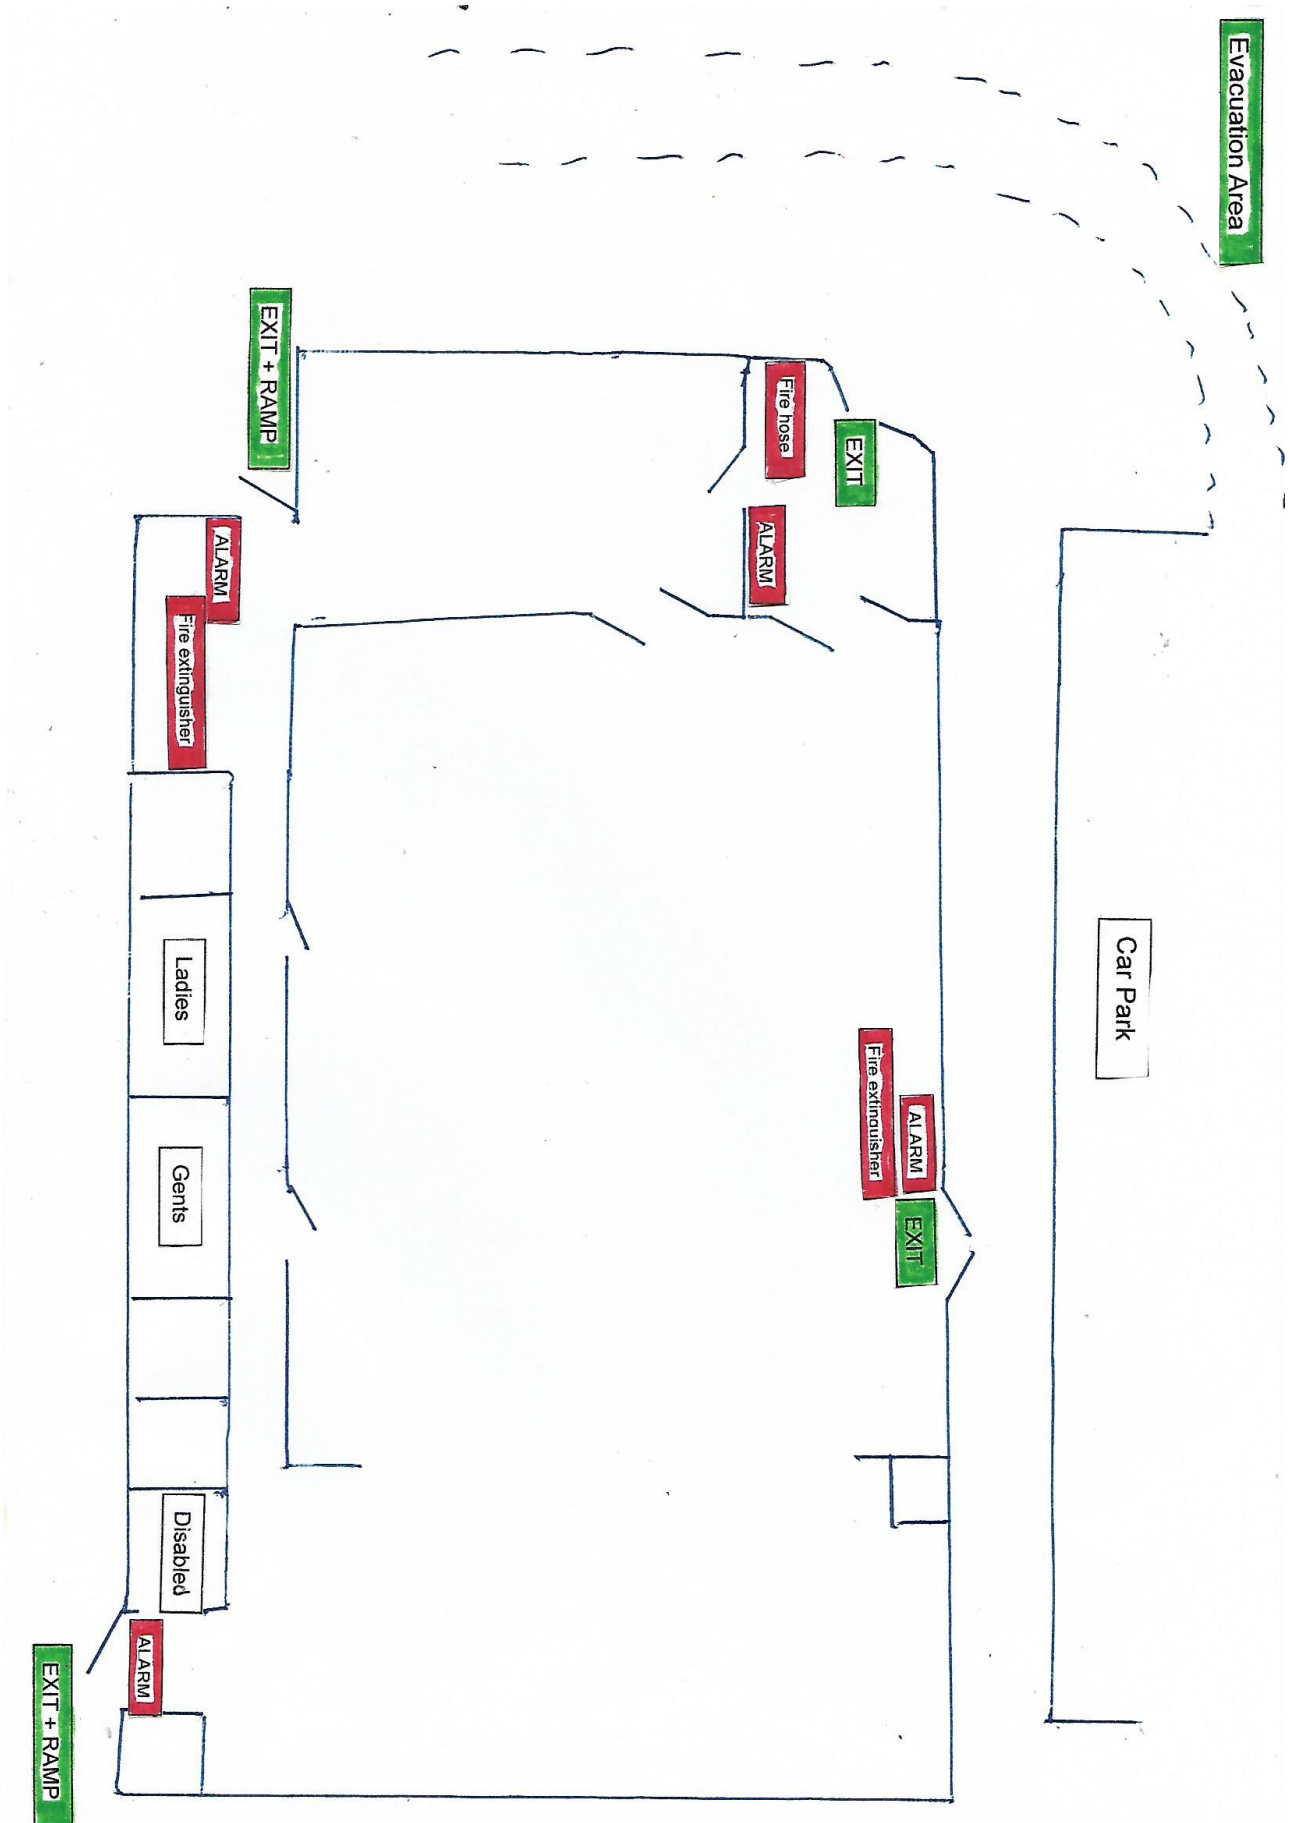 Evacuation Area
EXIT + RAMP
Fire hose
EXIT
ALARM
ALARM
Fire extinguisher
Car Park
Ladies
Fire extinguisher
ALARM
Gents
EXIT
Disabled
ALARM
EXIT + RAMP